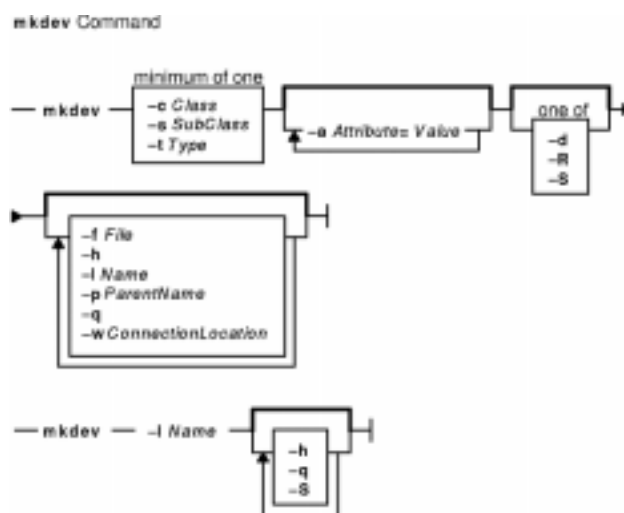 mkdev Command
minimum of one
mkdev
-c Class
-s SubClass
-t Type
-a Attribute= Value
one of
-d
-R
-S
-f File
-h
-l Name
-p ParentName
-q
-w ConnectionLocation
mkdev -l Name
-h
-q
-S